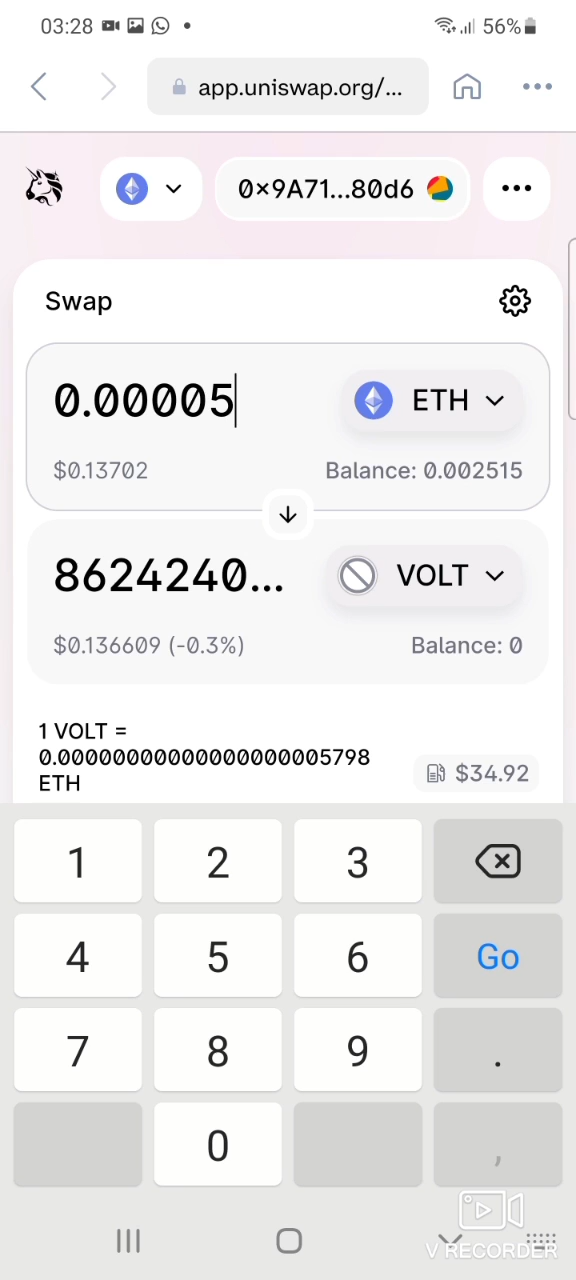 03:28 56%
app.uniswap.org/...
0×9A71...80d6
Swap
0.00005 ETH
$0.13702 Balance: 0.002515
8624240... VOLT
$0.136609 (-0.3%) Balance: 0
1 VOLT =
0.00000000000000000005798
ETH
$34.92
1 2 3
4 5 6 Go
7 8 9 .
0 ,
V RECORDER